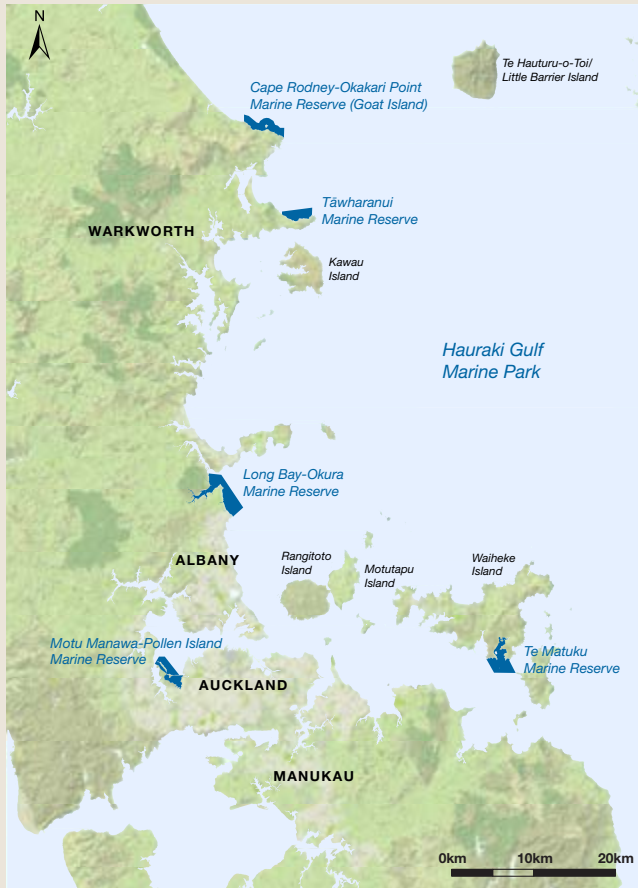 N
Te Hauturu-o-Toi/
Little Barrier Island
Cape Rodney-Okakari Point
Marine Reserve (Goat Island)
Tāwharanui
Marine Reserve
WARKWORTH
Kawau
Island
Hauraki Gulf
Marine Park
Long Bay-Okura
Marine Reserve
ALBANY
Rangitoto
Island
Motutapu
Island
Waiheke
Island
Motu Manawa-Pollen Island
Marine Reserve
Te Matuku
Marine Reserve
AUCKLAND
MANUKAU
0km 10km 20km